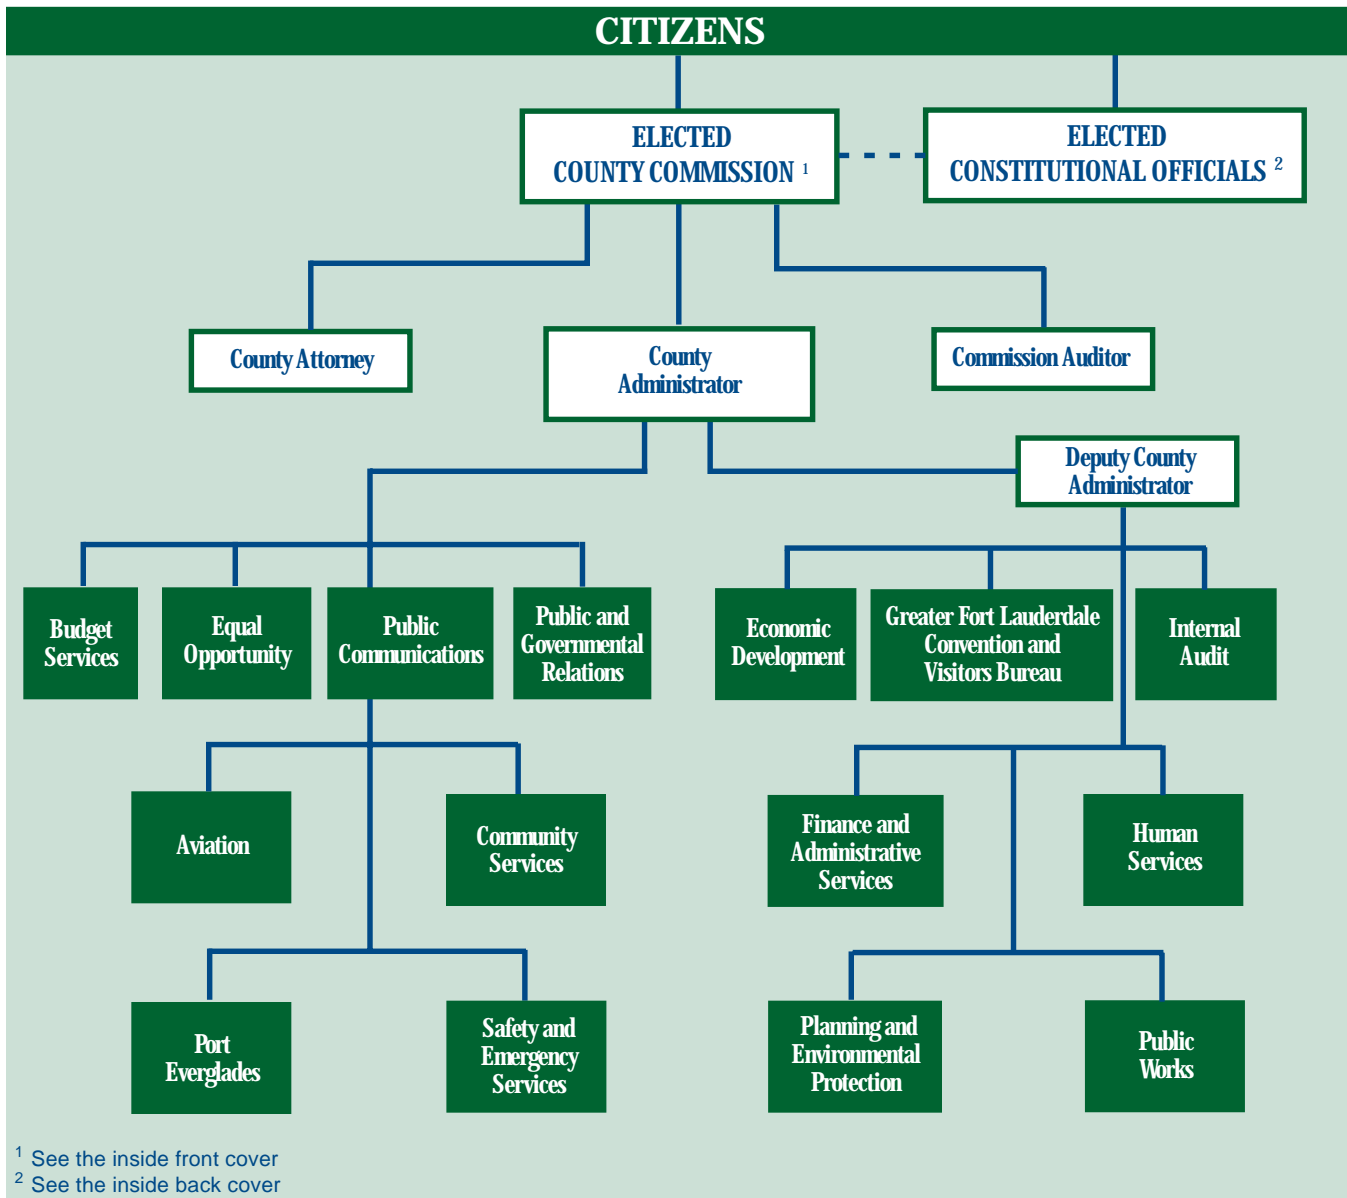 CITIZENS
ELECTED
COUNTY COMMISSION ¹
ELECTED
CONSTITUTIONAL OFFICIALS ²
County Attorney
County
Administrator
Commission Auditor
Deputy County
Administrator
Budget
Services
Equal
Opportunity
Public
Communications
Public and
Governmental
Relations
Economic
Development
Greater Fort Lauderdale
Convention and
Visitors Bureau
Internal
Audit
Aviation
Community
Services
Finance and
Administrative
Services
Human
Services
Port
Everglades
Safety and
Emergency
Services
Planning and
Environmental
Protection
Public
Works
¹ See the inside front cover
² See the inside back cover